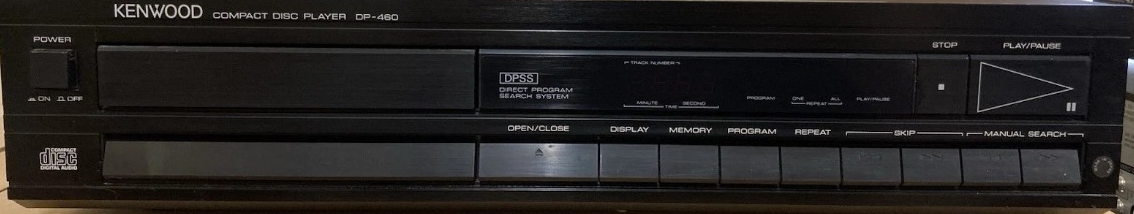 KENWOOD COMPACT DISC PLAYER DP-460
POWER
ON OFF
STOP
PLAY/PAUSE
TRACK NUMBER
DPSS
DIRECT PROGRAM
SEARCH SYSTEM
MINUTE SECOND
TIME
PROGRAM
ONE ALL
REPEAT
PLAY/PAUSE
OPEN/CLOSE
DISPLAY
MEMORY
PROGRAM
REPEAT
SKIP
MANUAL SEARCH
COMPACT
disc
DIGITAL AUDIO